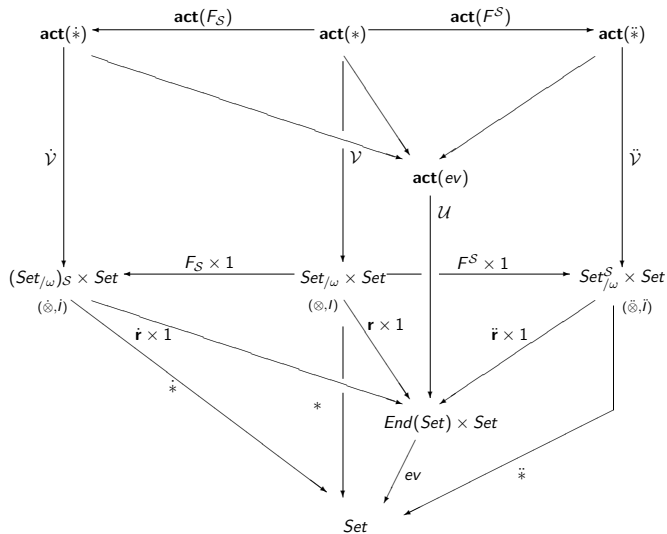 act(F_𝒮) act(F^𝒮)
act(∗̇) act(∗) act(∗̈)
𝒱̇ 𝒱 𝒱̈
act(ev)
𝒰
F_𝒮 × 1 F^𝒮 × 1
(Set_{/ω})_𝒮 × Set Set_{/ω} × Set Set^𝒮_{/ω} × Set
(⊗̇,İ) (⊗,I) (⊗̈,Ï)
ṙ × 1 r × 1 r̈ × 1
∗̇ ∗
End(Set) × Set
ev ∗̈
Set